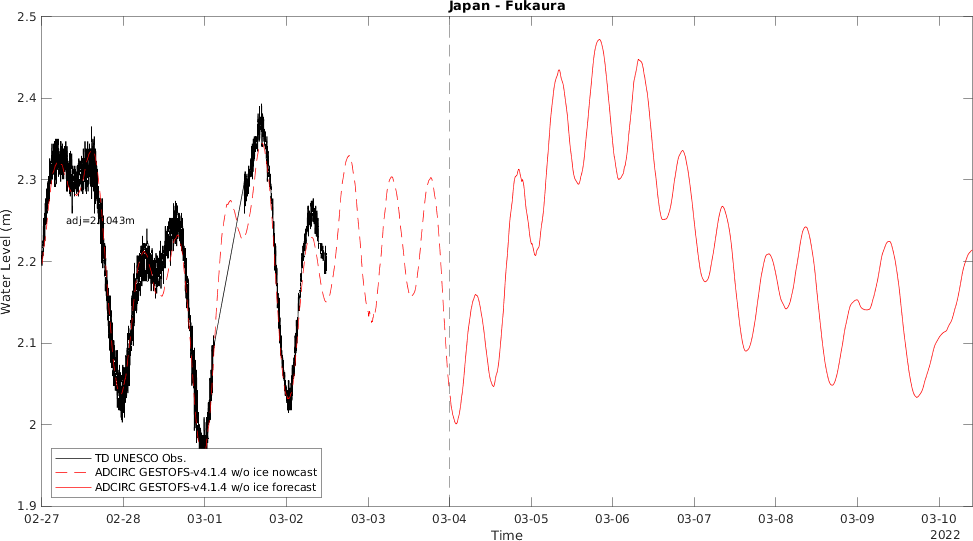 Japan - Fukaura
2.5
2.4
2.3
2.2
2.1
2
1.9
Water Level (m)
adj=2.1043m
TD UNESCO Obs.
ADCIRC GESTOFS-v4.1.4 w/o ice nowcast
ADCIRC GESTOFS-v4.1.4 w/o ice forecast
02-27 02-28 03-01 03-02 03-03 03-04 03-05 03-06 03-07 03-08 03-09 03-10
Time
2022